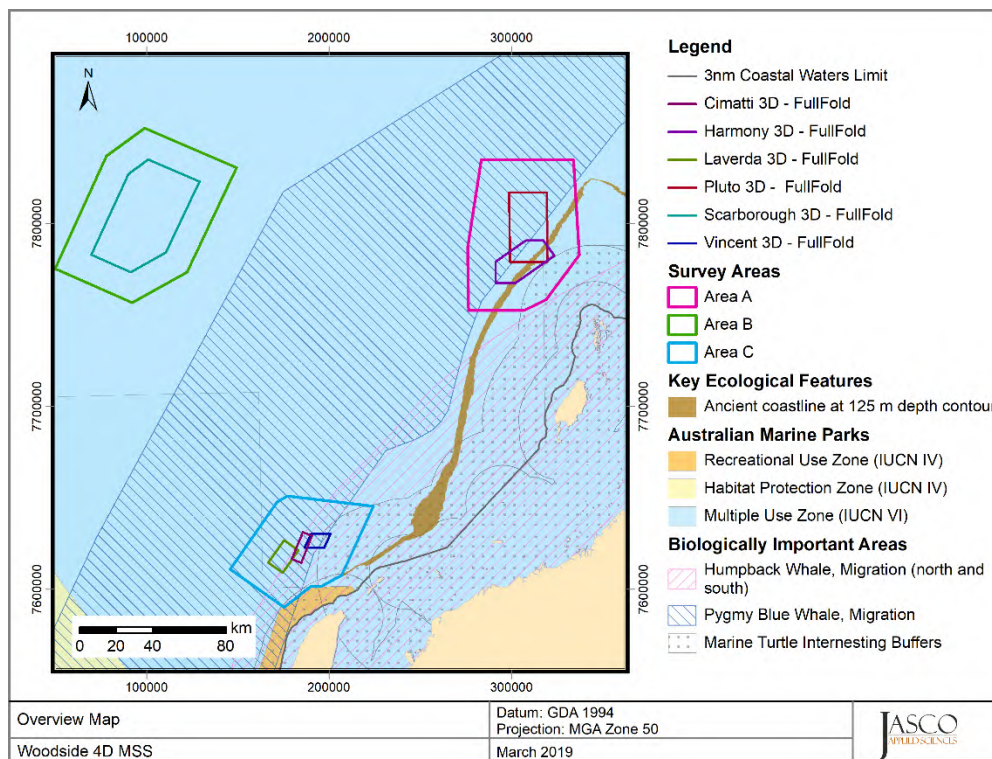 100000 200000 300000
N
7800000
7800000
7700000
7700000
7600000
7600000
km
0 20 40 80
100000 200000 300000
Legend
3nm Coastal Waters Limit
Cimatti 3D - FullFold
Harmony 3D - FullFold
Laverda 3D - FullFold
Pluto 3D - FullFold
Scarborough 3D - FullFold
Vincent 3D - FullFold
Survey Areas
Area A
Area B
Area C
Key Ecological Features
Ancient coastline at 125 m depth contour
Australian Marine Parks
Recreational Use Zone (IUCN IV)
Habitat Protection Zone (IUCN IV)
Multiple Use Zone (IUCN VI)
Biologically Important Areas
Humpback Whale, Migration (north and
south)
Pygmy Blue Whale, Migration
Marine Turtle Internesting Buffers
Overview Map
Datum: GDA 1994
Projection: MGA Zone 50
Woodside 4D MSS
March 2019
JASCO
APPLIED SCIENCES